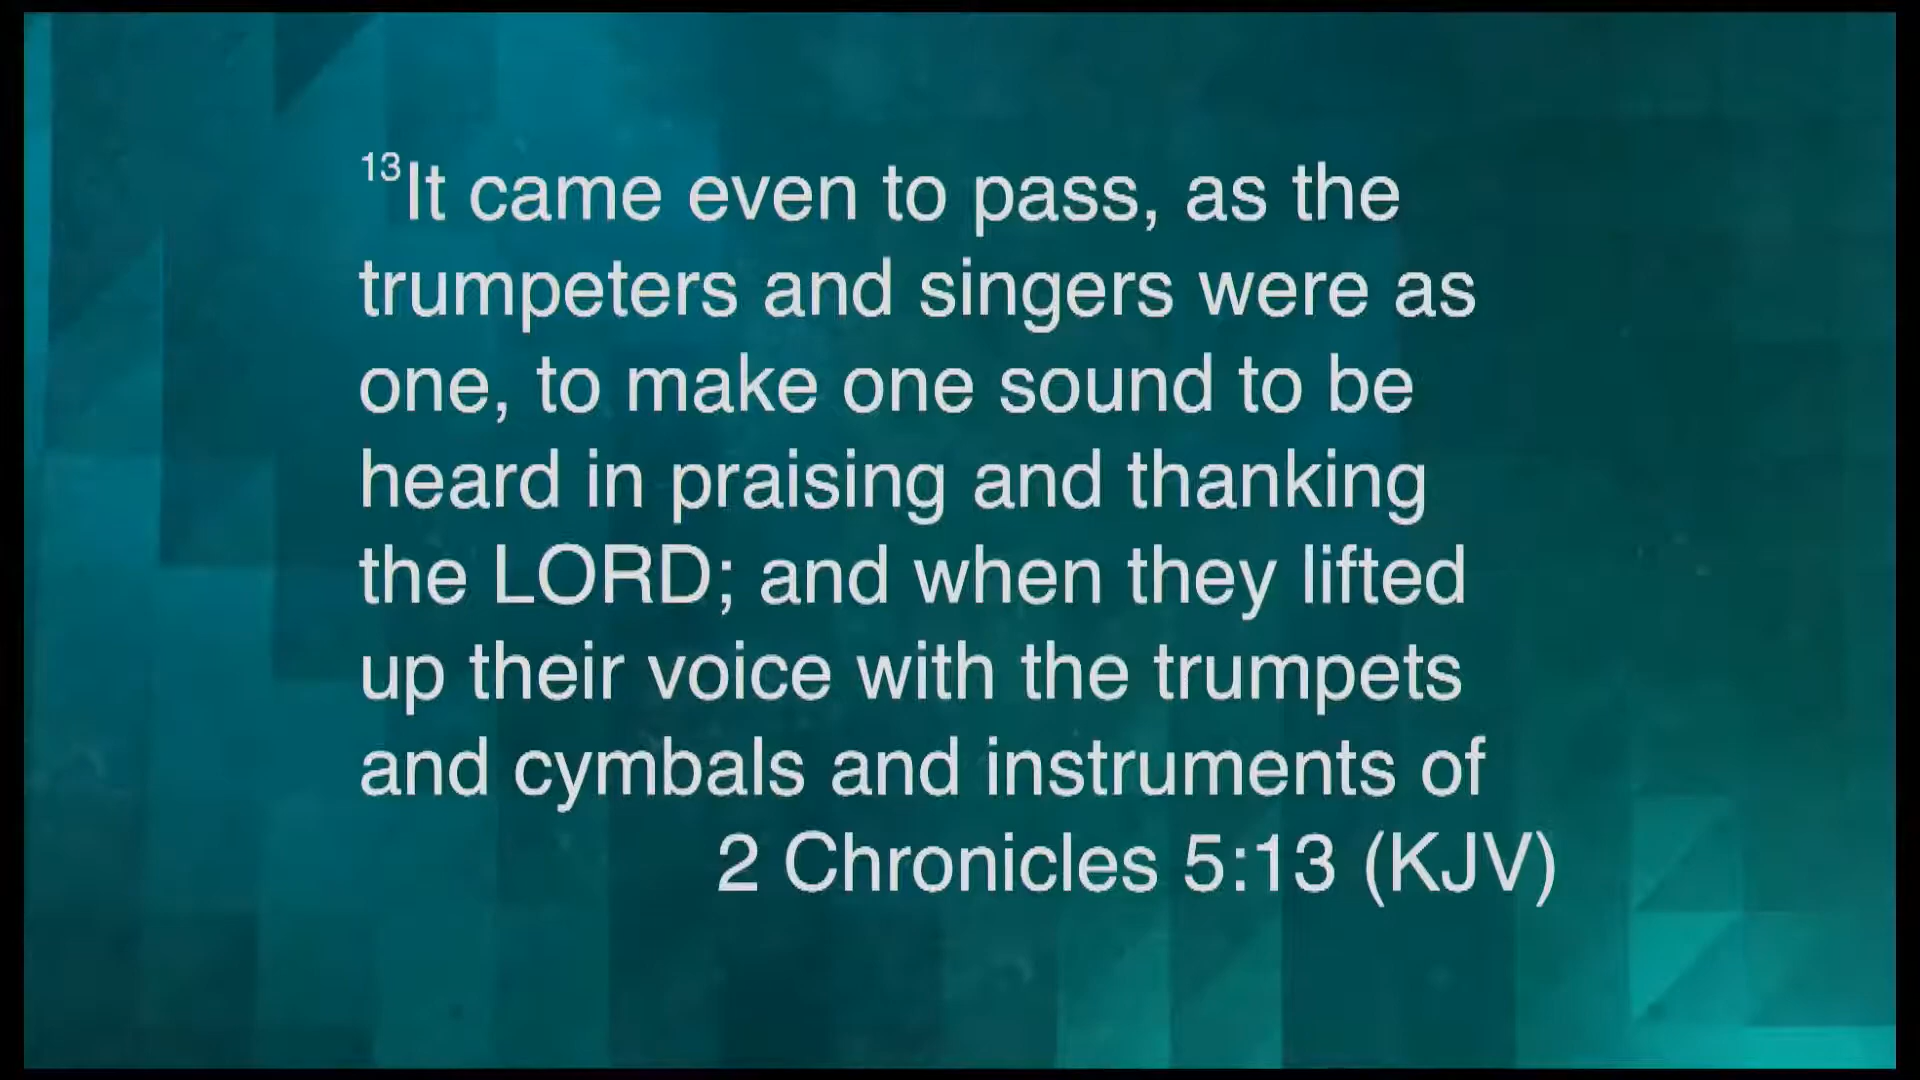 13It came even to pass, as the
trumpeters and singers were as
one, to make one sound to be
heard in praising and thanking
the LORD; and when they lifted
up their voice with the trumpets
and cymbals and instruments of
2 Chronicles 5:13 (KJV)